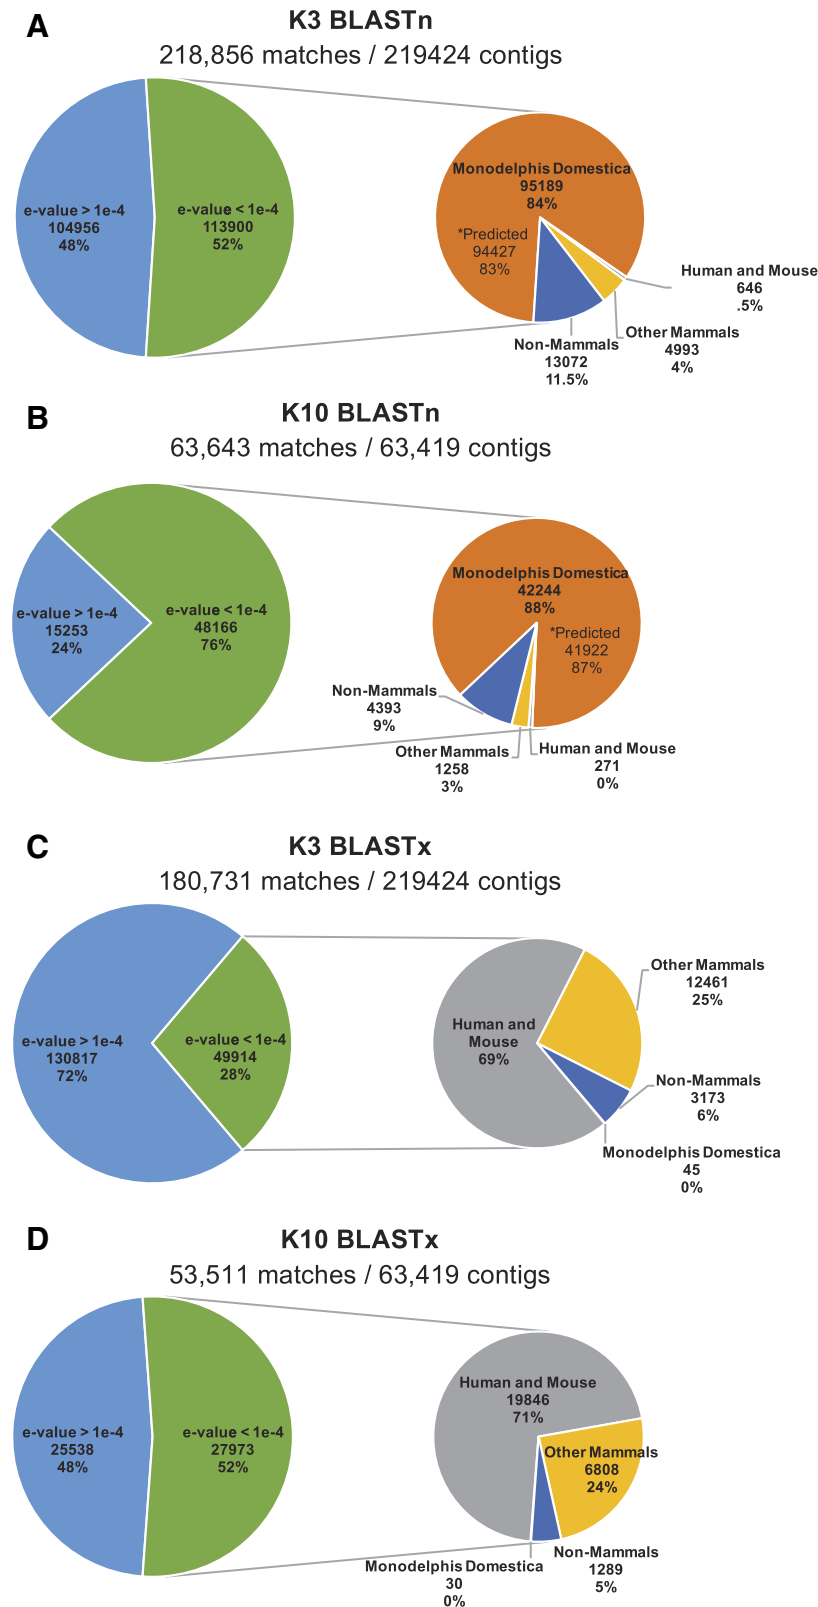 A
K3 BLASTn
218,856 matches / 219424 contigs
e-value > 1e-4
104956
48%
e-value < 1e-4
113900
52%
Monodelphis Domestica
95189
84%
*Predicted
94427
83%
Human and Mouse
646
.5%
Other Mammals
4993
4%
Non-Mammals
13072
11.5%
B
K10 BLASTn
63,643 matches / 63,419 contigs
e-value > 1e-4
15253
24%
e-value < 1e-4
48166
76%
Monodelphis Domestica
42244
88%
*Predicted
41922
87%
Non-Mammals
4393
9%
Other Mammals
1258
3%
Human and Mouse
271
0%
C
K3 BLASTx
180,731 matches / 219424 contigs
e-value > 1e-4
130817
72%
e-value < 1e-4
49914
28%
Human and
Mouse
69%
Other Mammals
12461
25%
Non-Mammals
3173
6%
Monodelphis Domestica
45
0%
D
K10 BLASTx
53,511 matches / 63,419 contigs
e-value > 1e-4
25538
48%
e-value < 1e-4
27973
52%
Human and Mouse
19846
71%
Other Mammals
6808
24%
Non-Mammals
1289
5%
Monodelphis Domestica
30
0%